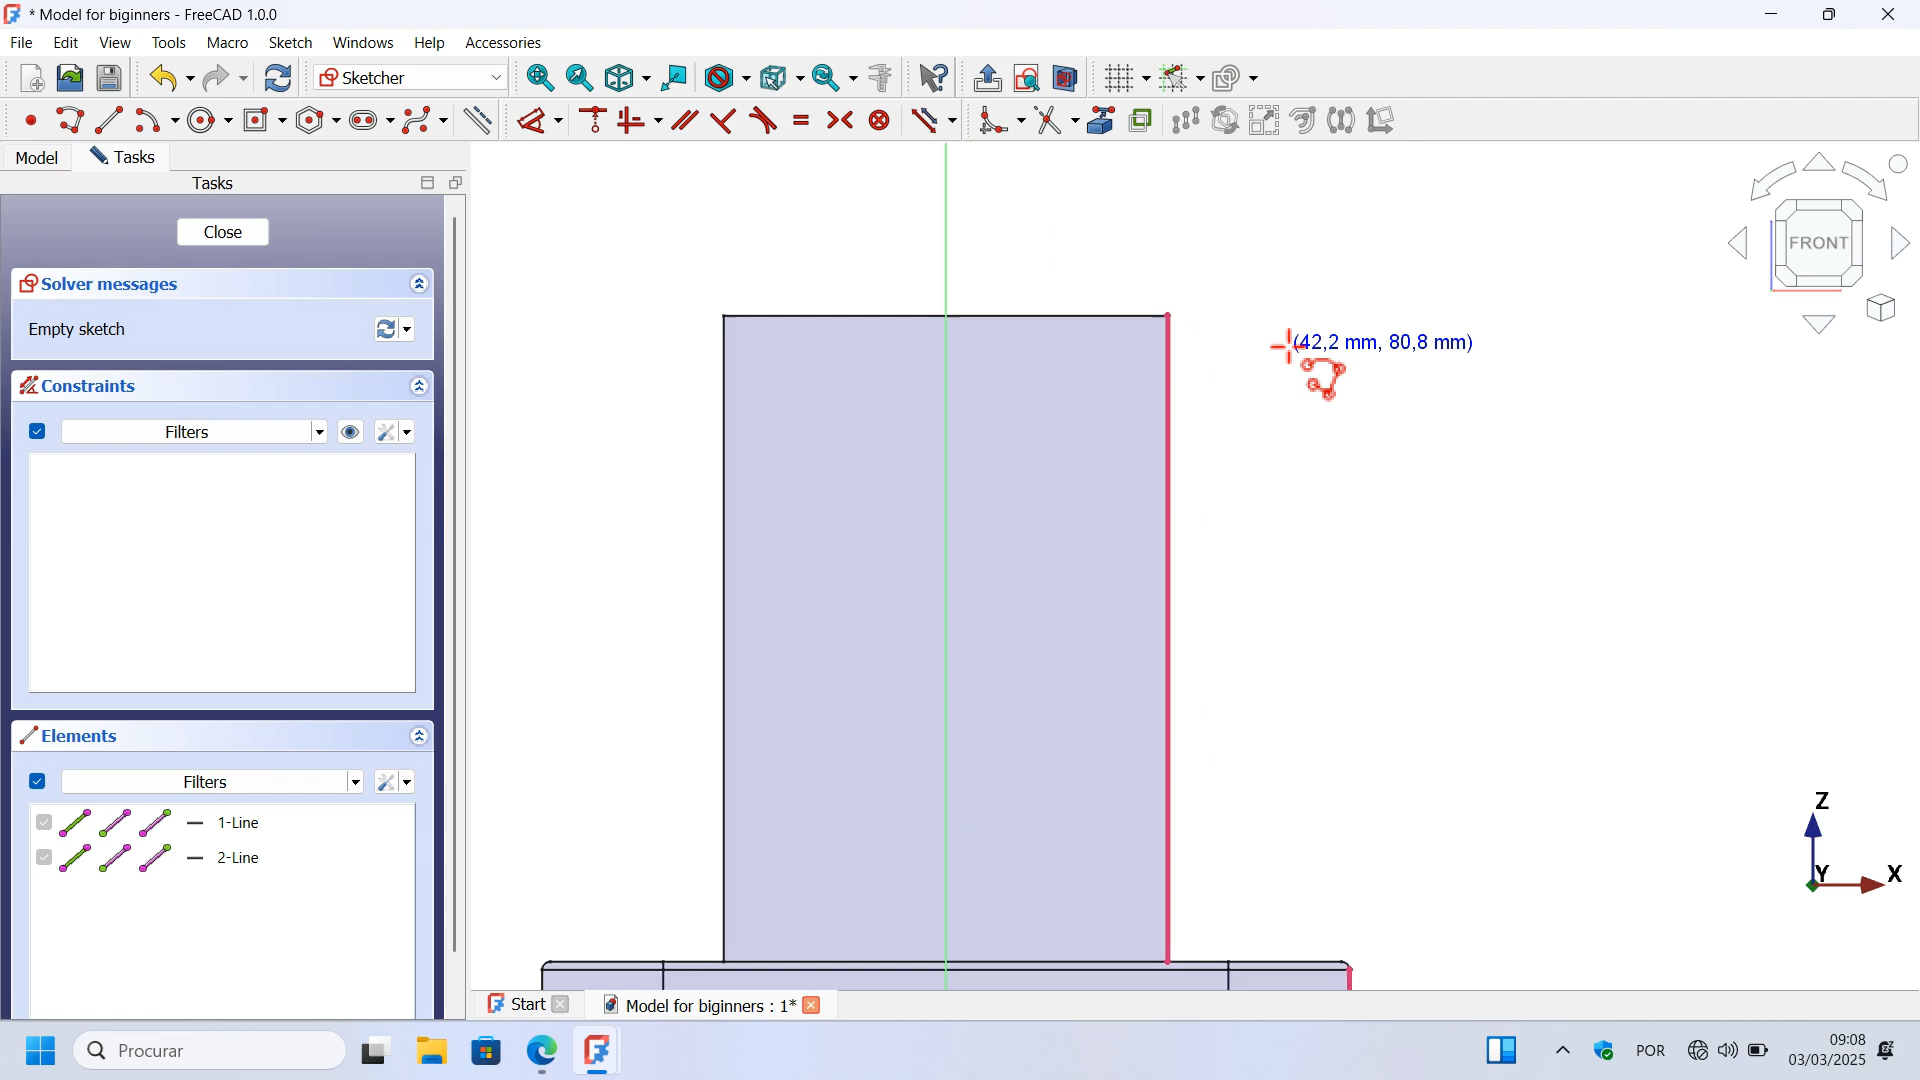 * Model for biginners - FreeCAD 1.0.0
File Edit View Tools Macro Sketch Windows Help Accessories
Sketcher
Model Tasks
Tasks
Close
Solver messages
Empty sketch
Constraints
Filters
Elements
Filters
1-Line
2-Line
(42,2 mm, 80,8 mm)
FRONT
Z
Y X
Start Model for biginners : 1*
Procurar
POR
09:08
03/03/2025